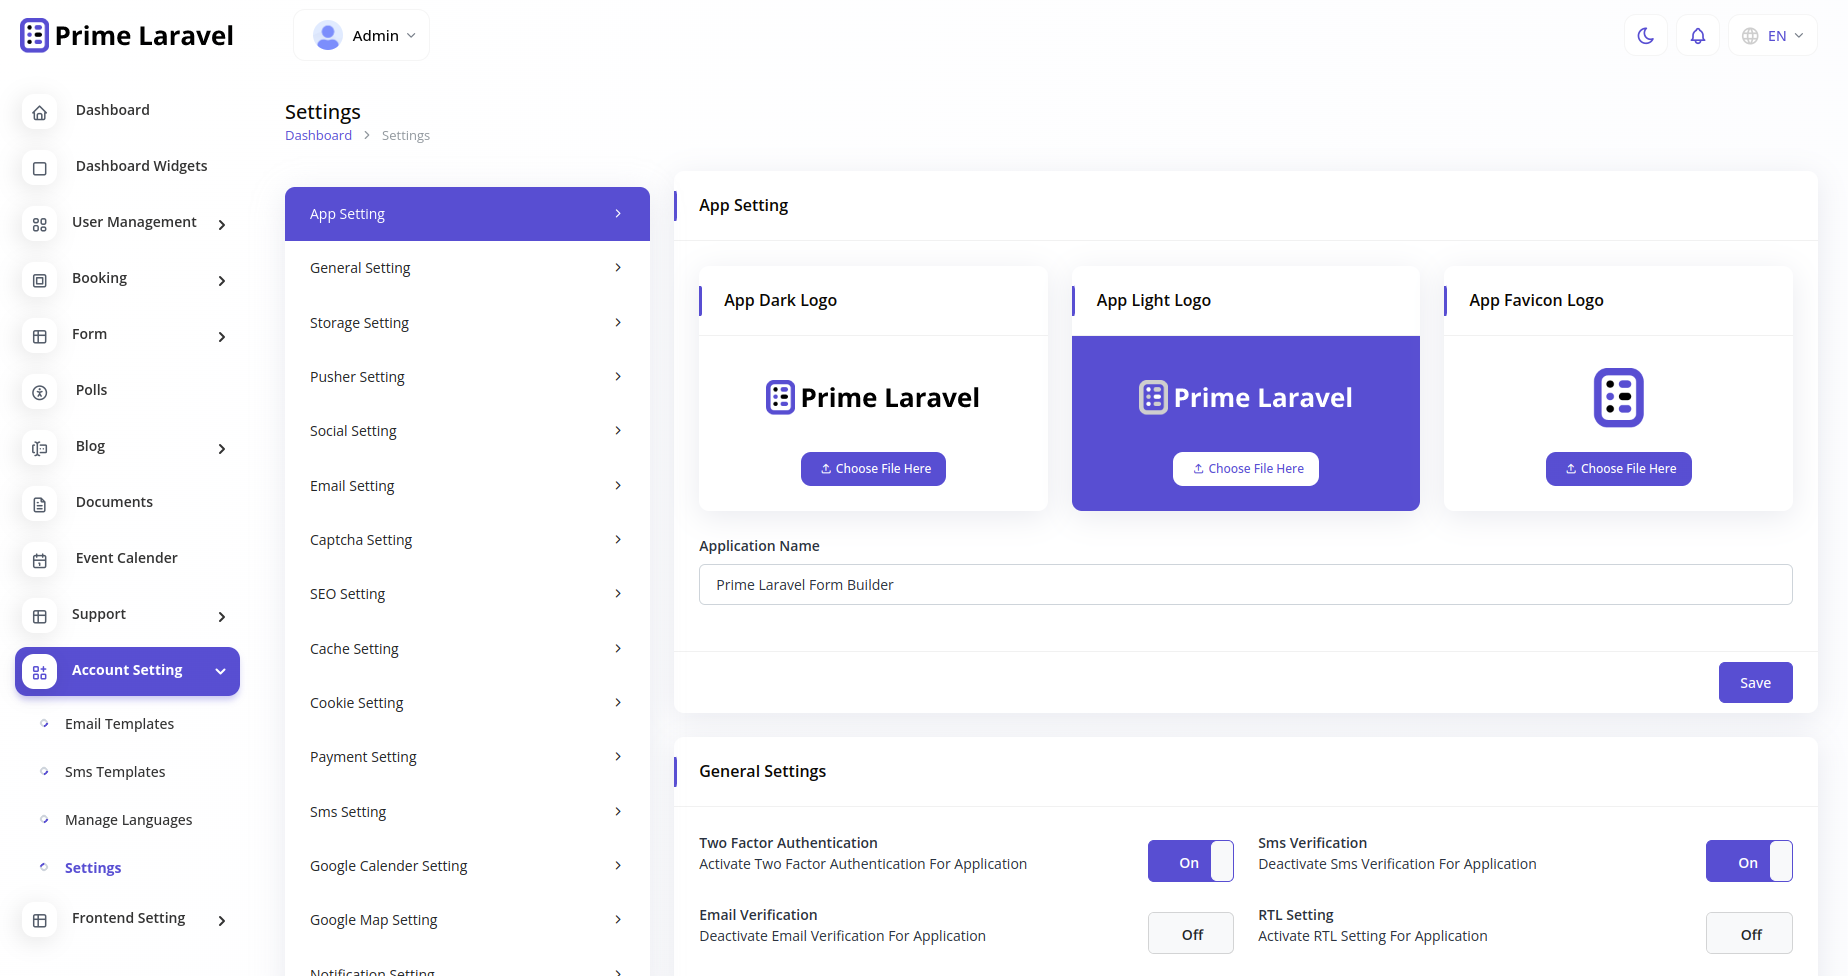 Prime Laravel
Admin
EN
Dashboard
Dashboard Widgets
User Management
Booking
Form
Polls
Blog
Documents
Event Calender
Support
Account Setting
Email Templates
Sms Templates
Manage Languages
Settings
Frontend Setting
Settings
Dashboard > Settings
App Setting
General Setting
Storage Setting
Pusher Setting
Social Setting
Email Setting
Captcha Setting
SEO Setting
Cache Setting
Cookie Setting
Payment Setting
Sms Setting
Google Calender Setting
Google Map Setting
Notification Setting
App Setting
App Dark Logo
Prime Laravel
Choose File Here
App Light Logo
Prime Laravel
Choose File Here
App Favicon Logo
Choose File Here
Application Name
Prime Laravel Form Builder
Save
General Settings
Two Factor Authentication
Activate Two Factor Authentication For Application
On
Sms Verification
Deactivate Sms Verification For Application
On
Email Verification
Deactivate Email Verification For Application
Off
RTL Setting
Activate RTL Setting For Application
Off